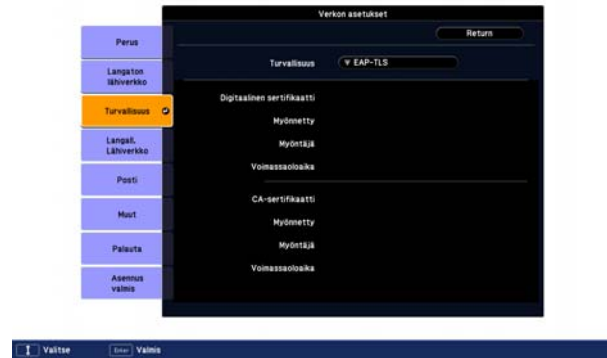 Verkon asetukset
Return
Perus
Langaton
lähiverkko
Turvallisuus
Langall.
Lähiverkko
Posti
Muut
Palauta
Asennus
valmis
Turvallisuus
EAP-TLS
Digitaalinen sertifikaatti
Myönnetty
Myöntäjä
Voimassaoloaika
CA-sertifikaatti
Myönnetty
Myöntäjä
Voimassaoloaika
Valitse
Enter Valmis